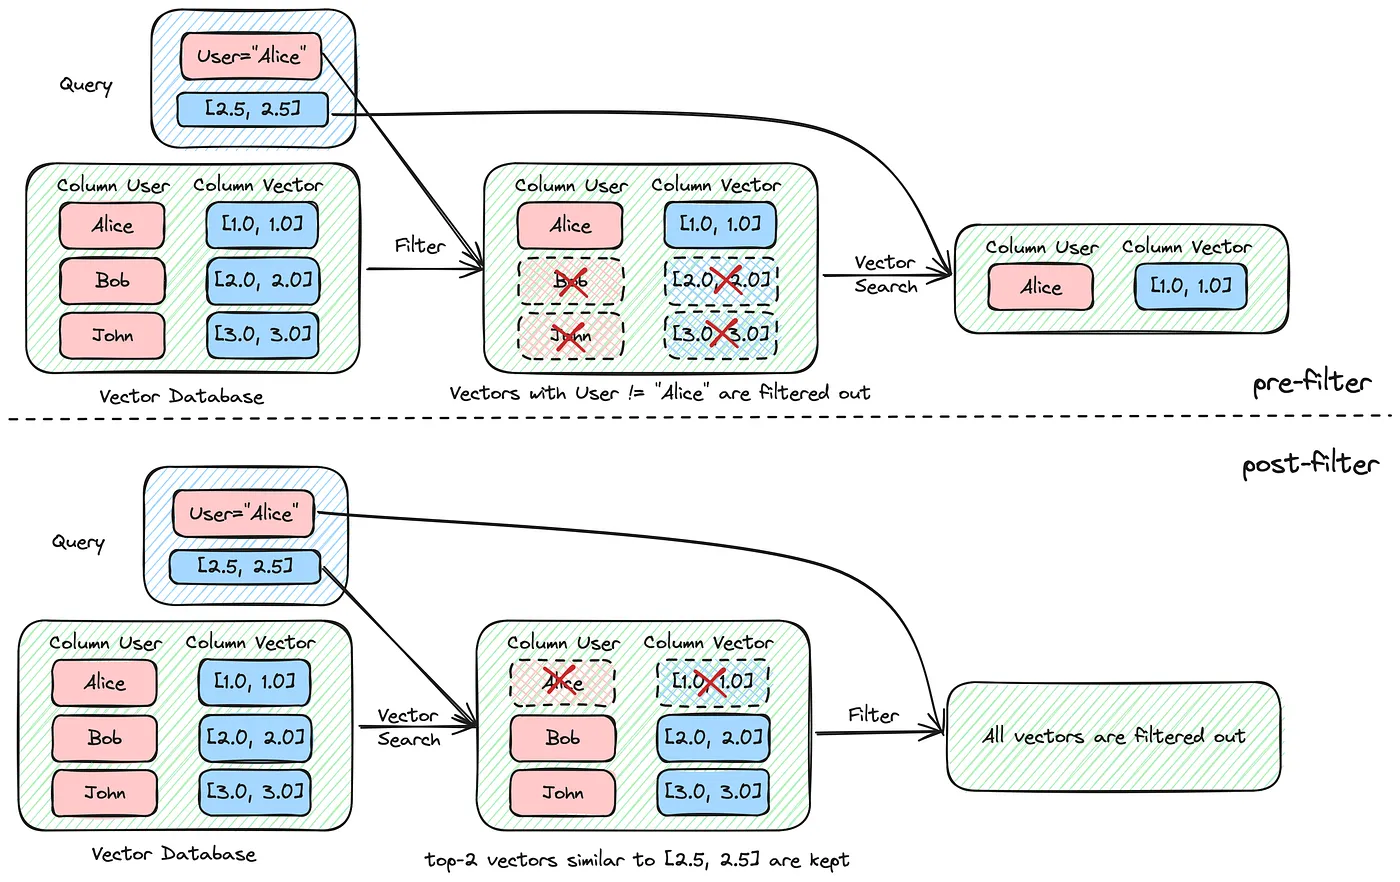 User="Alice"
Query
[2.5, 2.5]
Column User Column Vector
Alice [1.0, 1.0]
Bob [2.0, 2.0]
John [3.0, 3.0]
Vector Database
Filter
Column User Column Vector
Alice [1.0, 1.0]
Bob [2.0, 2.0]
John [3.0, 3.0]
Vectors with User != "Alice" are filtered out
Vector
Search
Column User Column Vector
Alice [1.0, 1.0]
pre-filter
post-filter
User="Alice"
Query
[2.5, 2.5]
Column User Column Vector
Alice [1.0, 1.0]
Bob [2.0, 2.0]
John [3.0, 3.0]
Vector Database
Vector
Search
Column User Column Vector
Alice [1.0, 1.0]
Bob [2.0, 2.0]
John [3.0, 3.0]
top-2 vectors similar to [2.5, 2.5] are kept
Filter
All vectors are filtered out